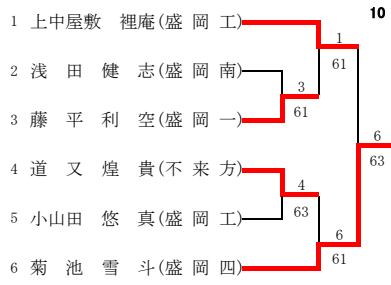 10
1 上中屋敷 裡庵(盛岡工)
1
61
2 浅田健志(盛岡南)
3
61
3 藤平利空(盛岡一)
6
63
4 道又煌貴(不来方)
4
63
5 小山田悠真(盛岡工)
6
61
6 菊池雪斗(盛岡四)